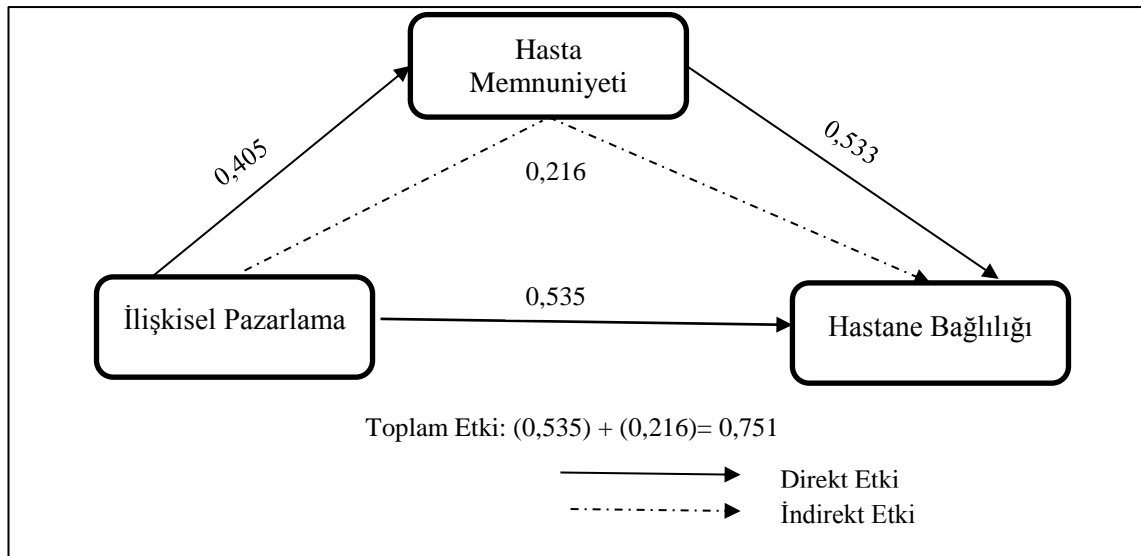 Hasta
Memnuniyeti
0,405
0,533
0,216
İlişkisel Pazarlama
0,535
Hastane Bağlılığı
Toplam Etki: (0,535) + (0,216)= 0,751
Direkt Etki
İndirekt Etki